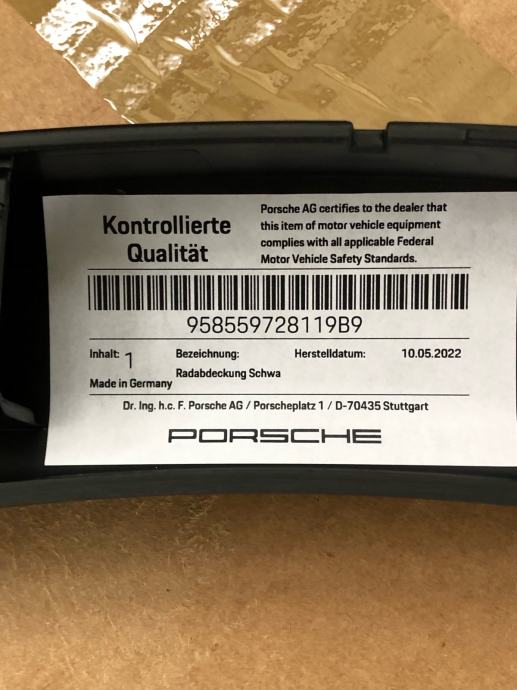 Kontrollierte
Qualität
Porsche AG certifies to the dealer that
this item of motor vehicle equipment
complies with all applicable Federal
Motor Vehicle Safety Standards.
958559728119B9
Inhalt: 1 Bezeichnung: Herstelldatum: 10.05.2022
Radabdeckung Schwa
Made in Germany
Dr. Ing. h.c. F. Porsche AG / Porscheplatz 1 / D-70435 Stuttgart
PORSCHE